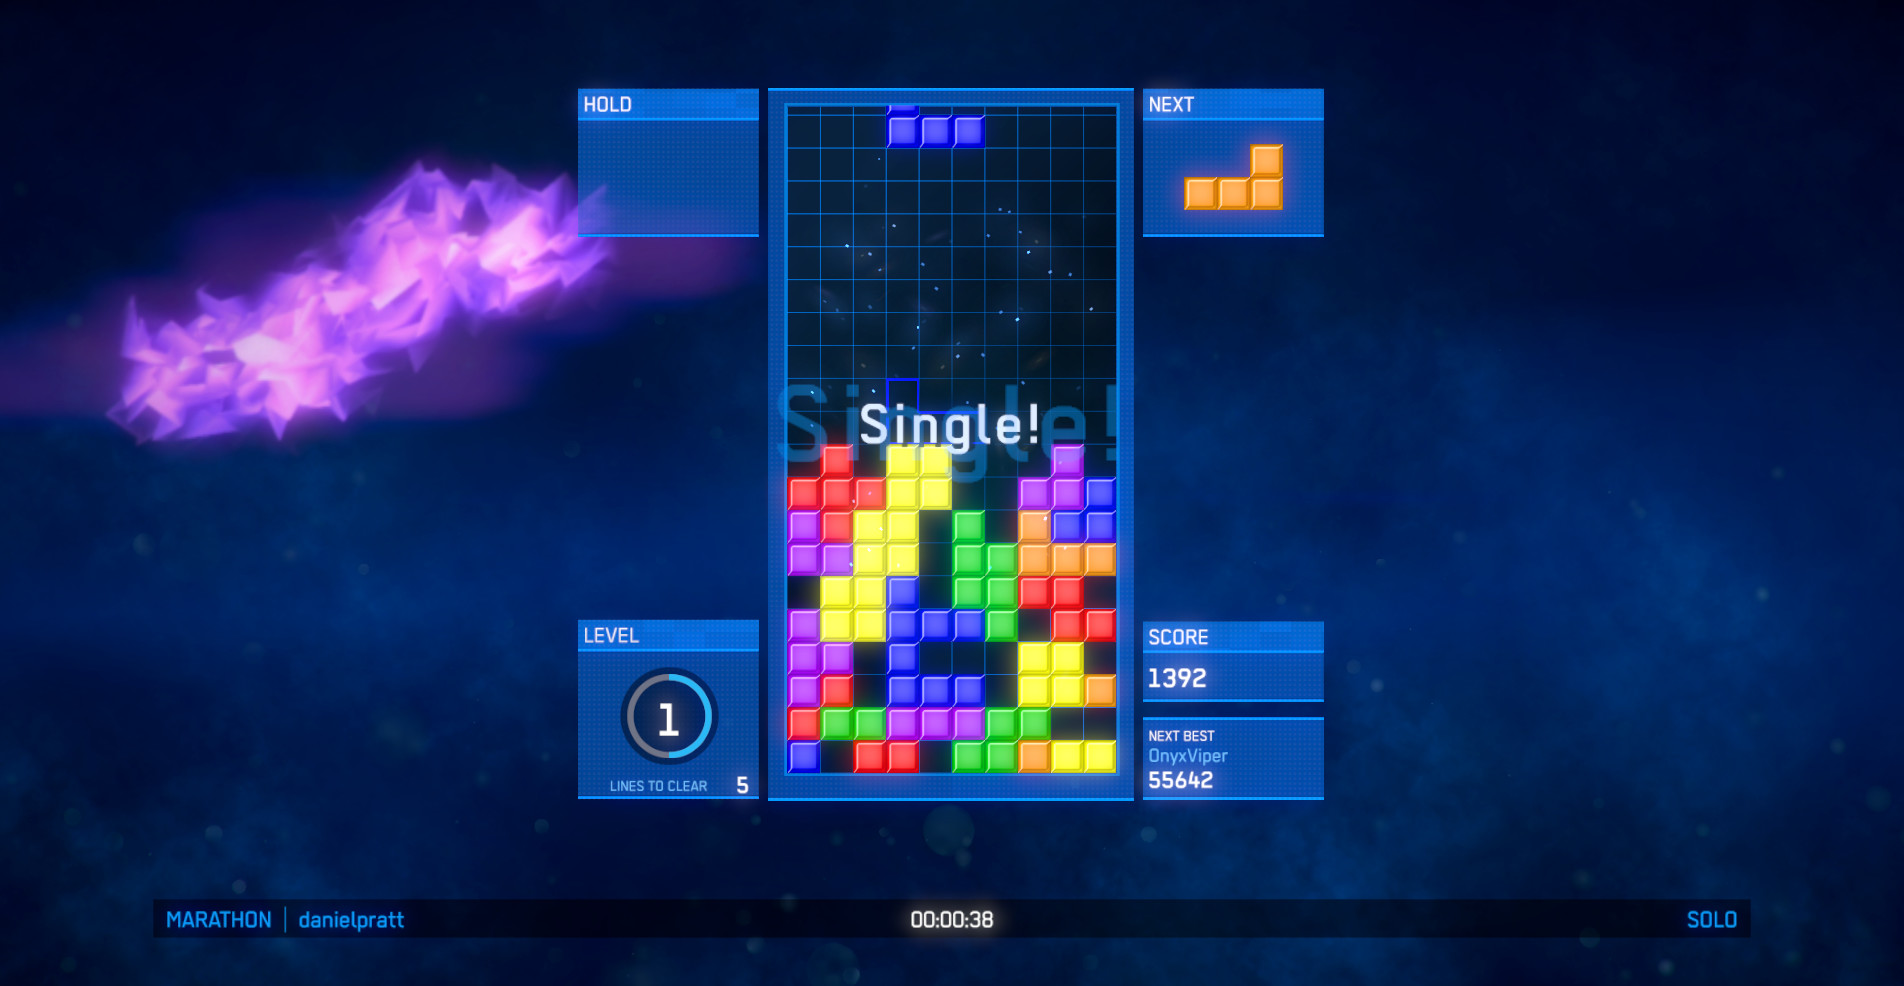 HOLD
NEXT
Single!
LEVEL
1
LINES TO CLEAR 5
SCORE
1392
NEXT BEST
OnyxViper
55642
MARATHON | danielpratt
00:00:38
SOLO